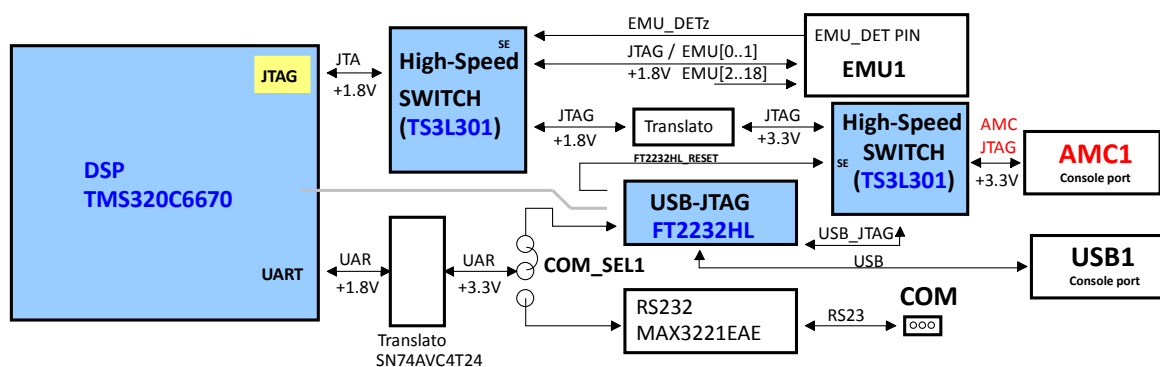 EMU_DETz
EMU_DET PIN
EMU1
JTAG / EMU[0..1]
+1.8V EMU[2..18]
SE
High-Speed
SWITCH
(TS3L301)
JTAG
JTA
+1.8V
JTAG
+1.8V
Translato
JTAG
+3.3V
High-Speed
SWITCH
(TS3L301)
SE
AMC
JTAG
+3.3V
AMC1
Console port
FT2232HL_RESET
DSP
TMS320C6670
USB-JTAG
FT2232HL
USB_JTAG
USB
USB1
Console port
UART
UAR
+1.8V
UAR
+3.3V
COM_SEL1
Translato
SN74AVC4T24
RS232
MAX3221EAE
RS23
COM